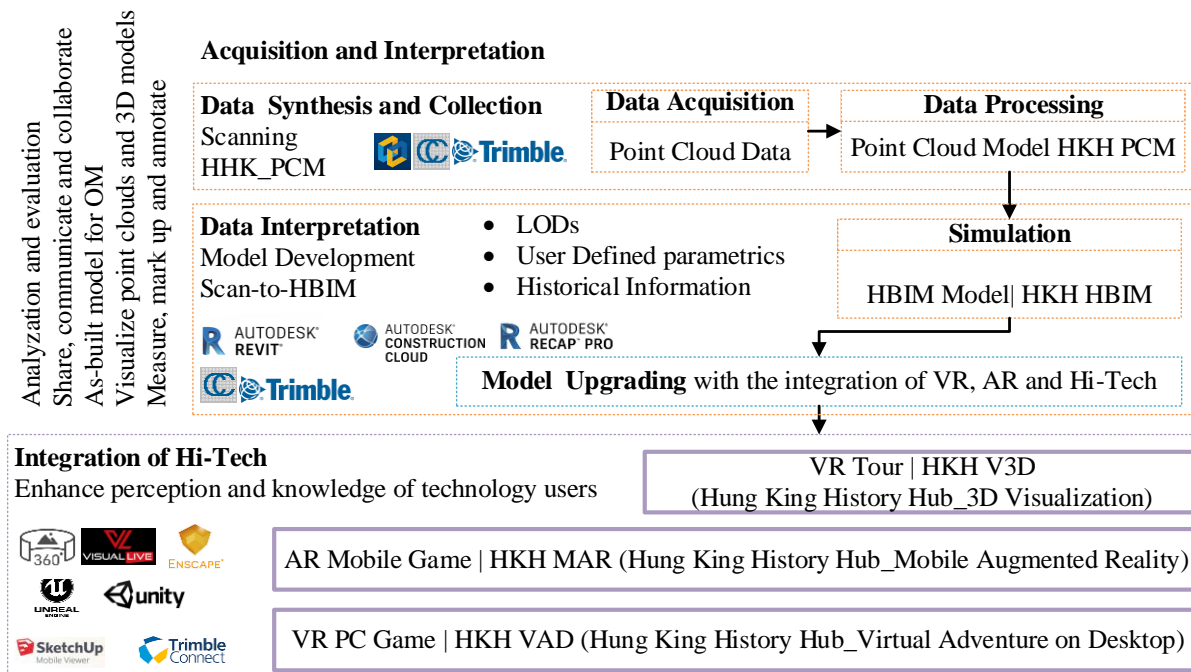 Analyzation and evaluation
Share, communicate and collaborate
As-built model for OM
Visualize point clouds and 3D models
Measure, mark up and annotate
Acquisition and Interpretation
Data Synthesis and Collection
Scanning
HHK_PCM
CC Trimble
Data Acquisition
Point Cloud Data
Data Processing
Point Cloud Model HKH PCM
Data Interpretation
Model Development
Scan-to-HBIM
• LODs
• User Defined parametrics
• Historical Information
Simulation
HBIM Model| HKH HBIM
R AUTODESK® REVIT®
AUTODESK® CONSTRUCTION CLOUD
R AUTODESK® RECAP PRO
CC Trimble
Model Upgrading with the integration of VR, AR and Hi-Tech
Integration of Hi-Tech
Enhance perception and knowledge of technology users
VR Tour | HKH V3D
(Hung King History Hub_3D Visualization)
360°
VL VISUAL LIVE
ENSCAPE
UNREAL ENGINE
unity
SketchUp
Mobile Viewer
Trimble
Connect
AR Mobile Game | HKH MAR (Hung King History Hub_Mobile Augmented Reality)
VR PC Game | HKH VAD (Hung King History Hub_Virtual Adventure on Desktop)